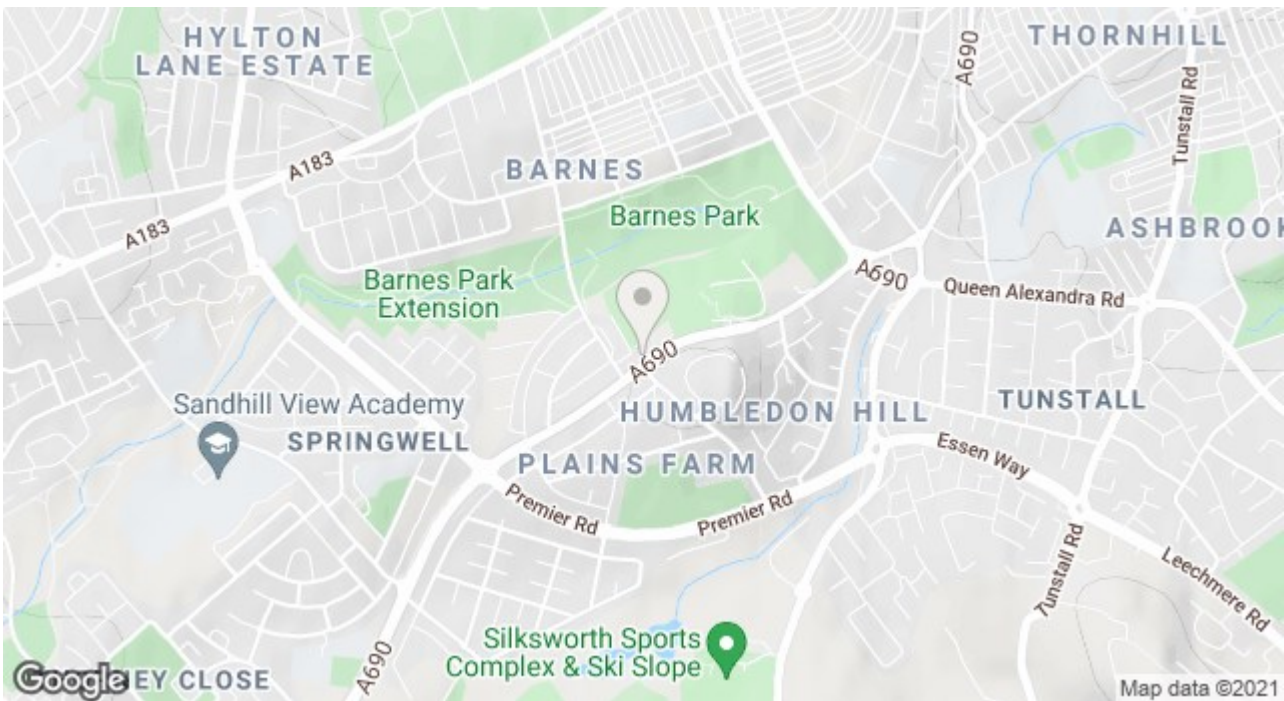 HYLTON
LANE ESTATE
A690
THORNHILL
Tunstall Rd
A183
BARNES
A183
Barnes Park
ASHBROOK
Barnes Park
Extension
A690
Queen Alexandra Rd
A690
Sandhill View Academy
SPRINGWELL
HUMBLEDON HILL
TUNSTALL
PLAINS FARM
Essen Way
Premier Rd
Premier Rd
Tunstall Rd
Leechmere Rd
Silksworth Sports
Complex & Ski Slope
A690
Google
EY CLOSE
Map data ©2021